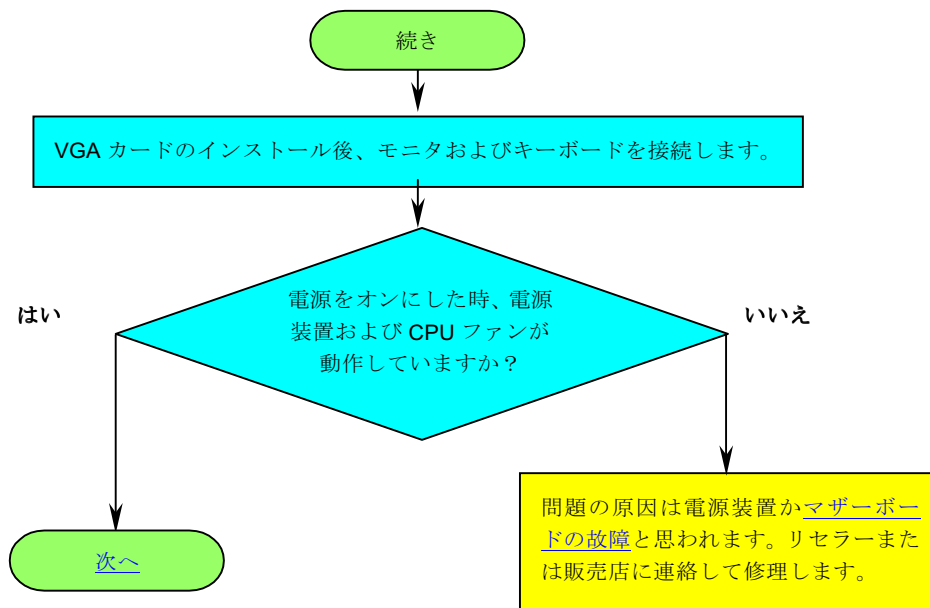 続き
VGA カードのインストール後、モニタおよびキーボードを接続します。
電源をオンにした時、電源
装置および CPU ファンが
動作していますか？
はい
いいえ
次へ
問題の原因は電源装置かマザーボー
ドの故障と思われます。リセラーまた
は販売店に連絡して修理します。